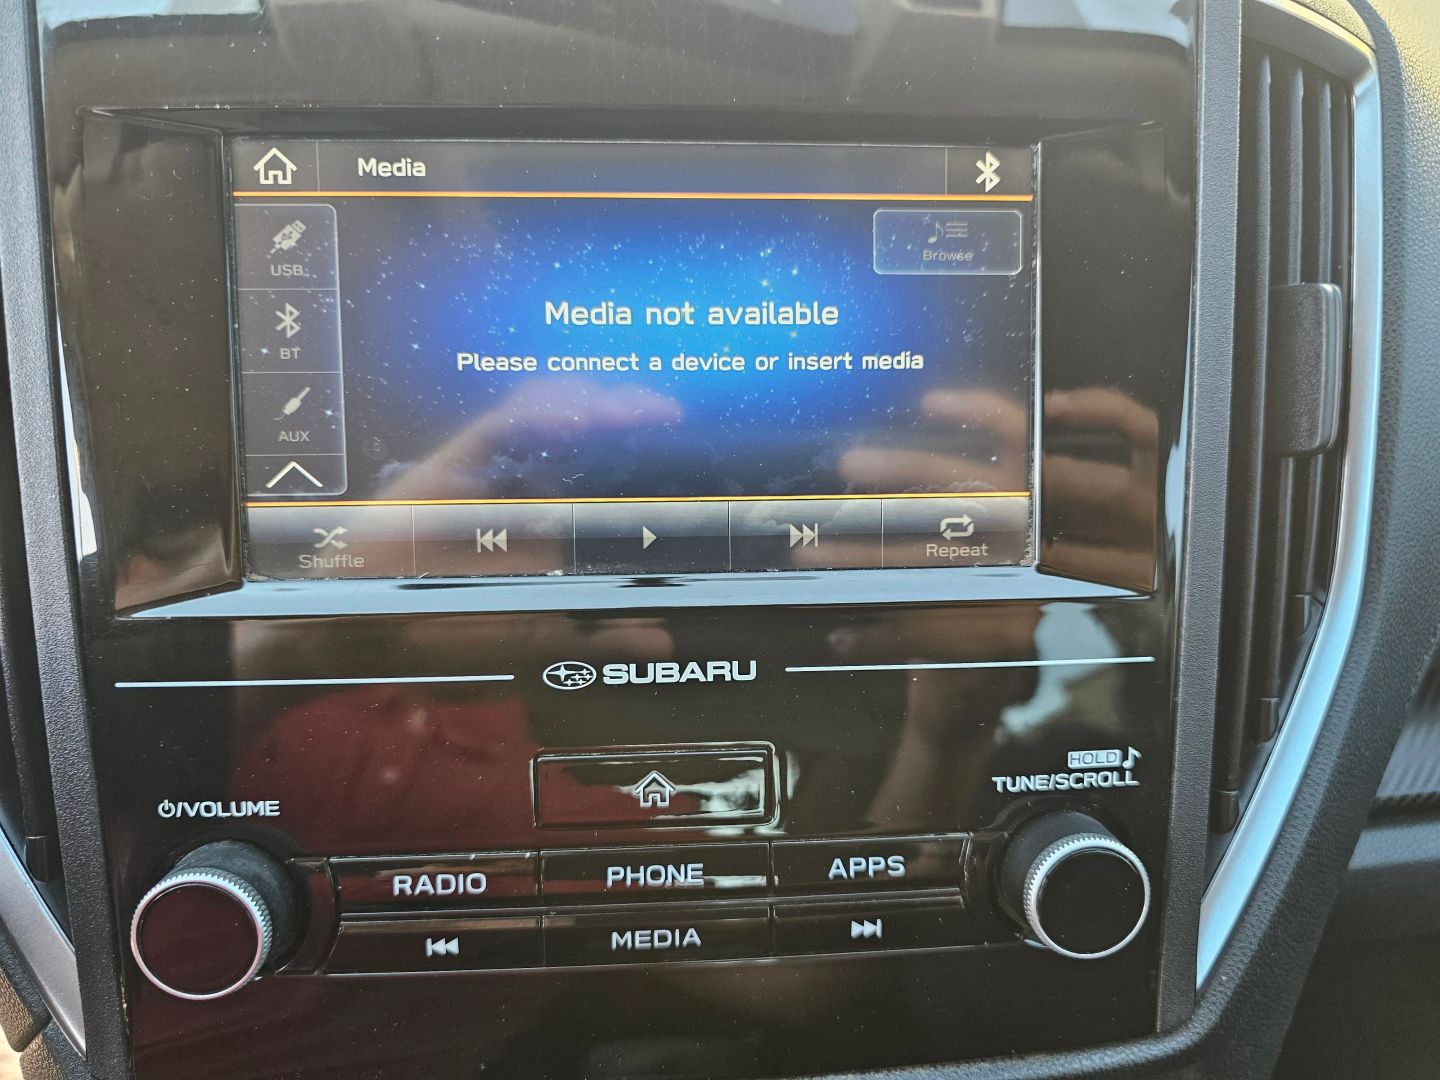 Media
USB
Browse
BT
Media not available
Please connect a device or insert media
AUX
Shuffle
Repeat
SUBARU
HOLD
TUNE/SCROLL
/VOLUME
RADIO
PHONE
APPS
MEDIA